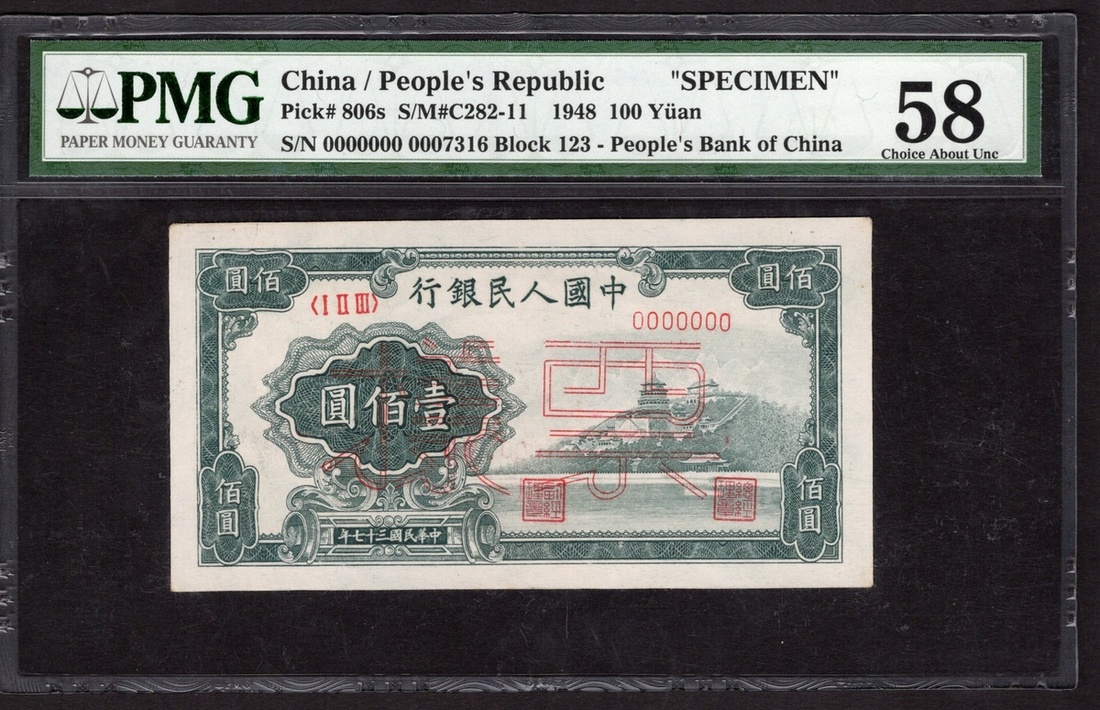 PMG
PAPER MONEY GUARANTY
China / People's Republic "SPECIMEN"
Pick# 806s S/M#C282-11 1948 100 Yüan
S/N 0000000 0007316 Block 123 - People's Bank of China
58
Choice About Unc
佰圓
佰圓
中國人民銀行
〈I II III〉
0000000
票樣
壹佰圓
佰圓
佰圓
中華民國三十七年